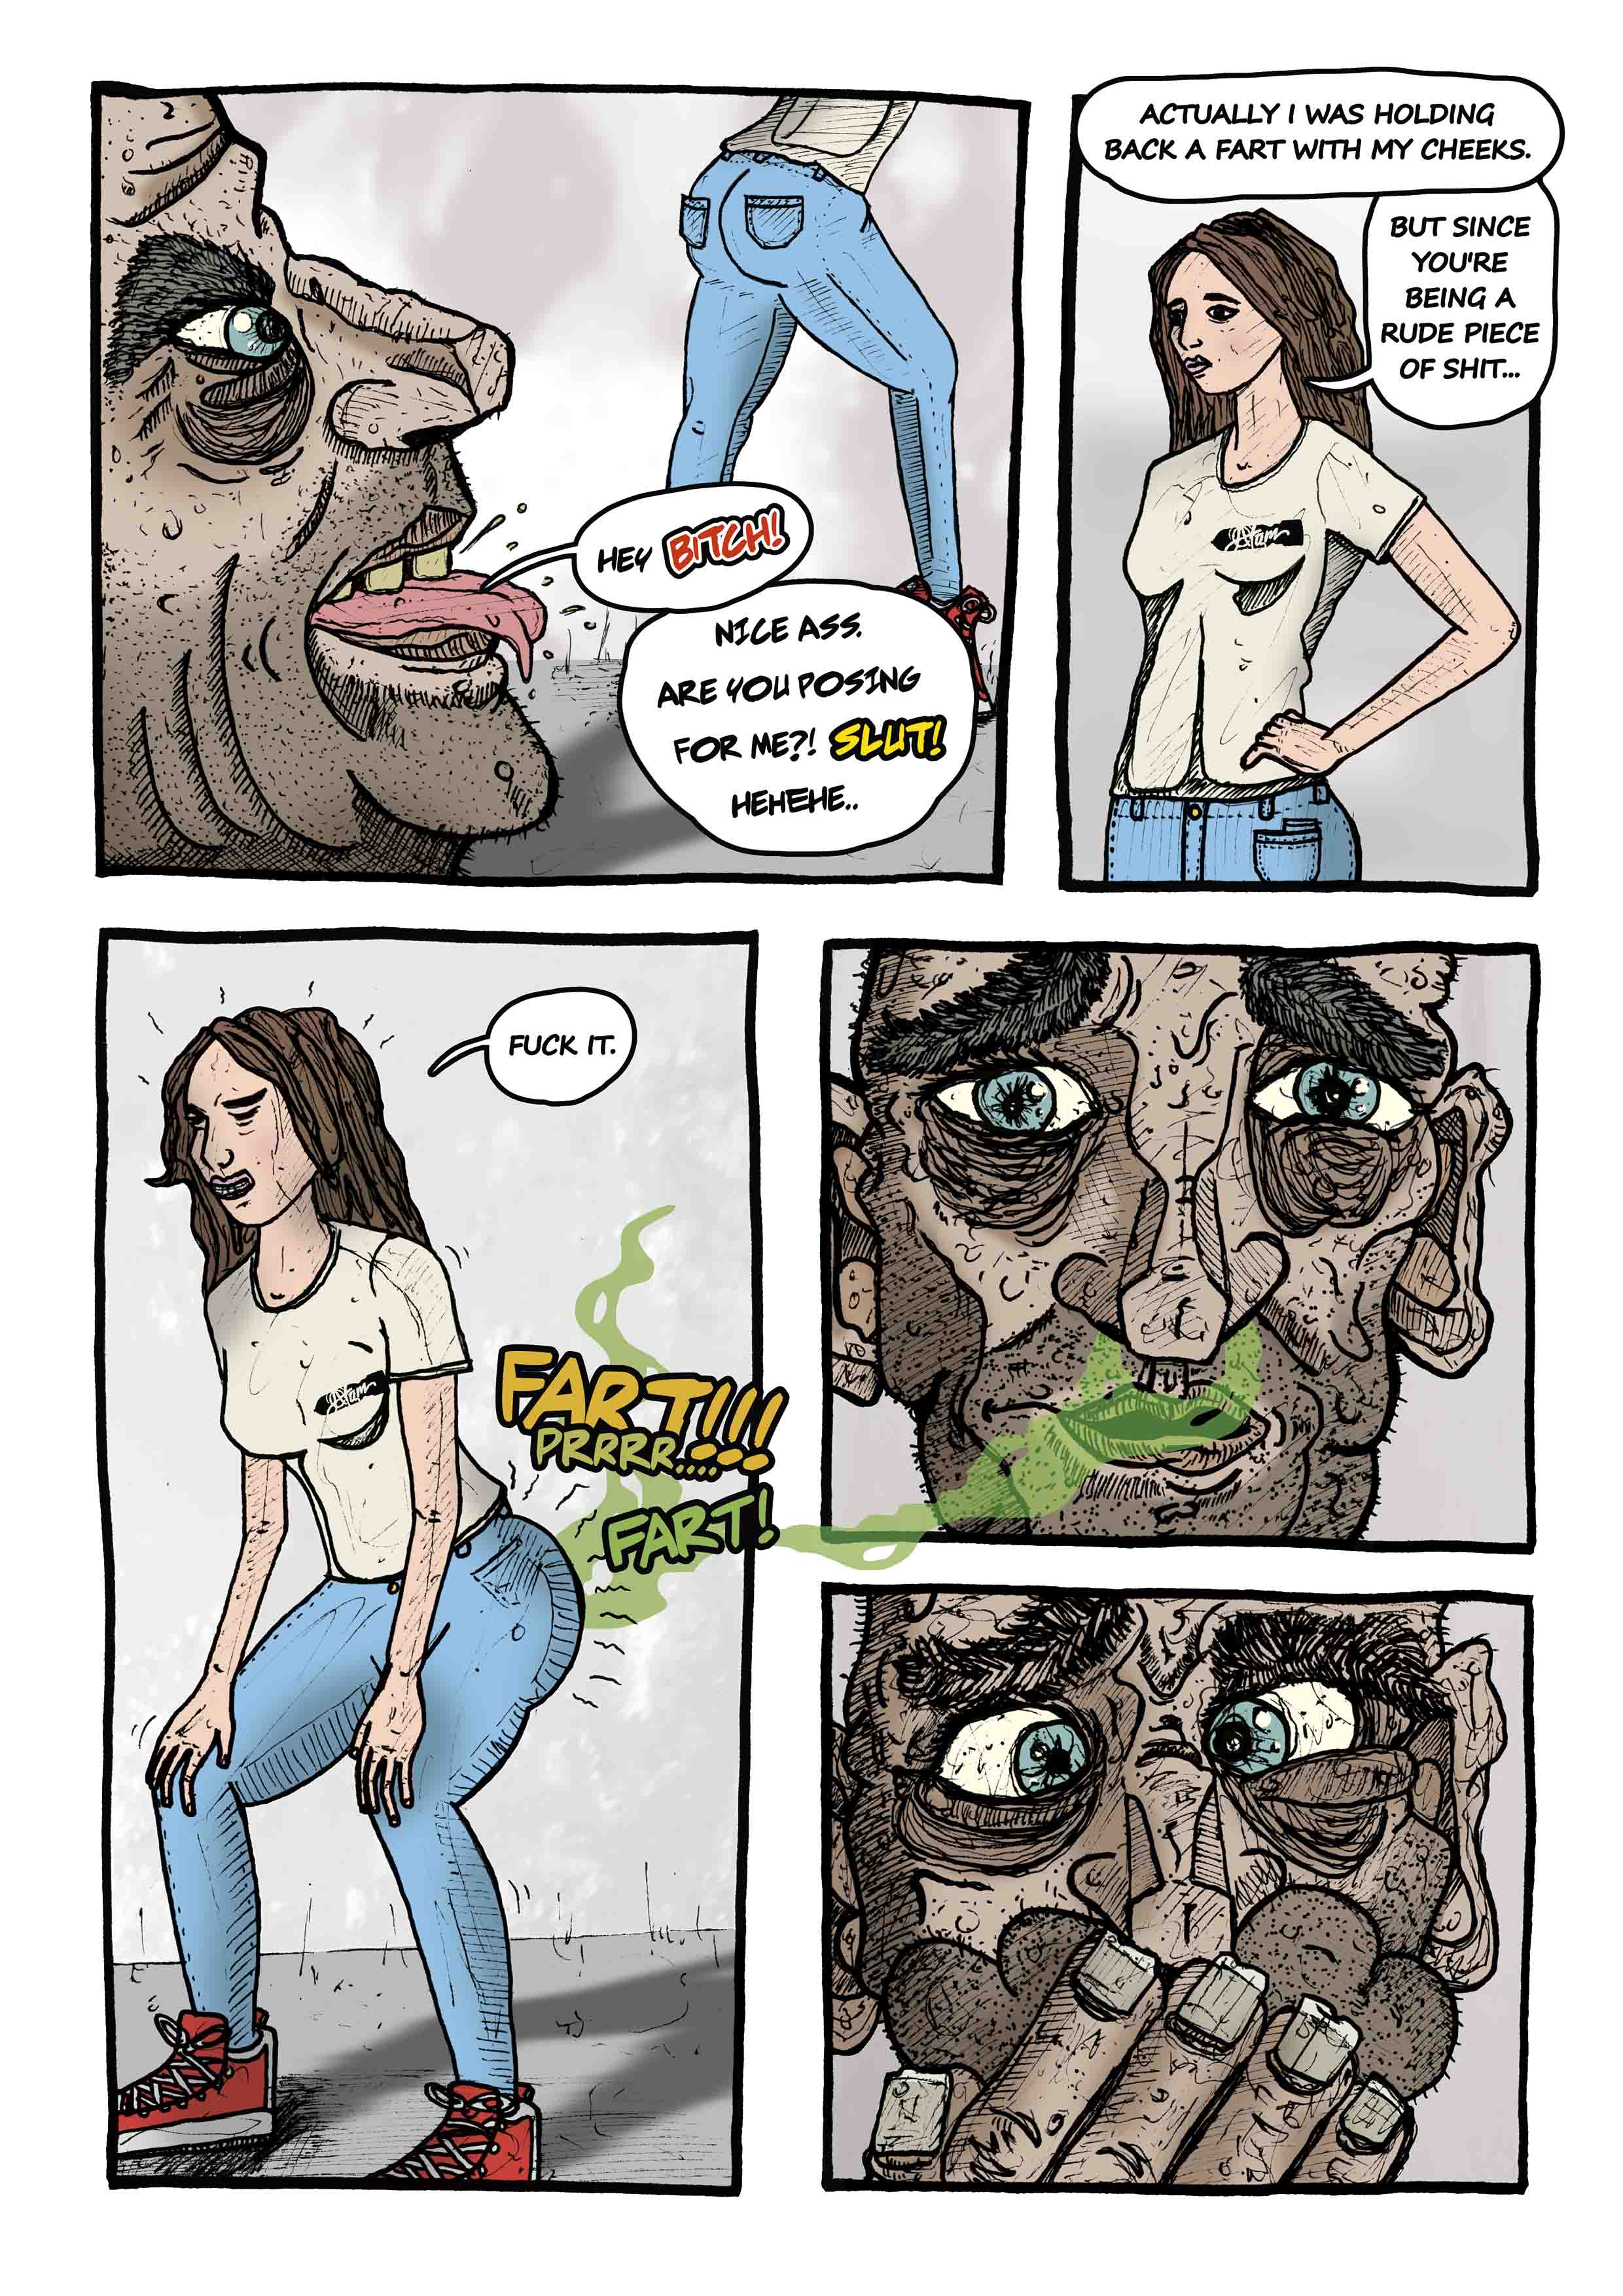 HEY BITCH!
NICE ASS.
ARE YOU POSING
FOR ME?! SLUT!
HEHEHE..
ACTUALLY I WAS HOLDING
BACK A FART WITH MY CHEEKS.
BUT SINCE
YOU'RE
BEING A
RUDE PIECE
OF SHIT...
FUCK IT.
FART!!!
PRRRR....
FART!